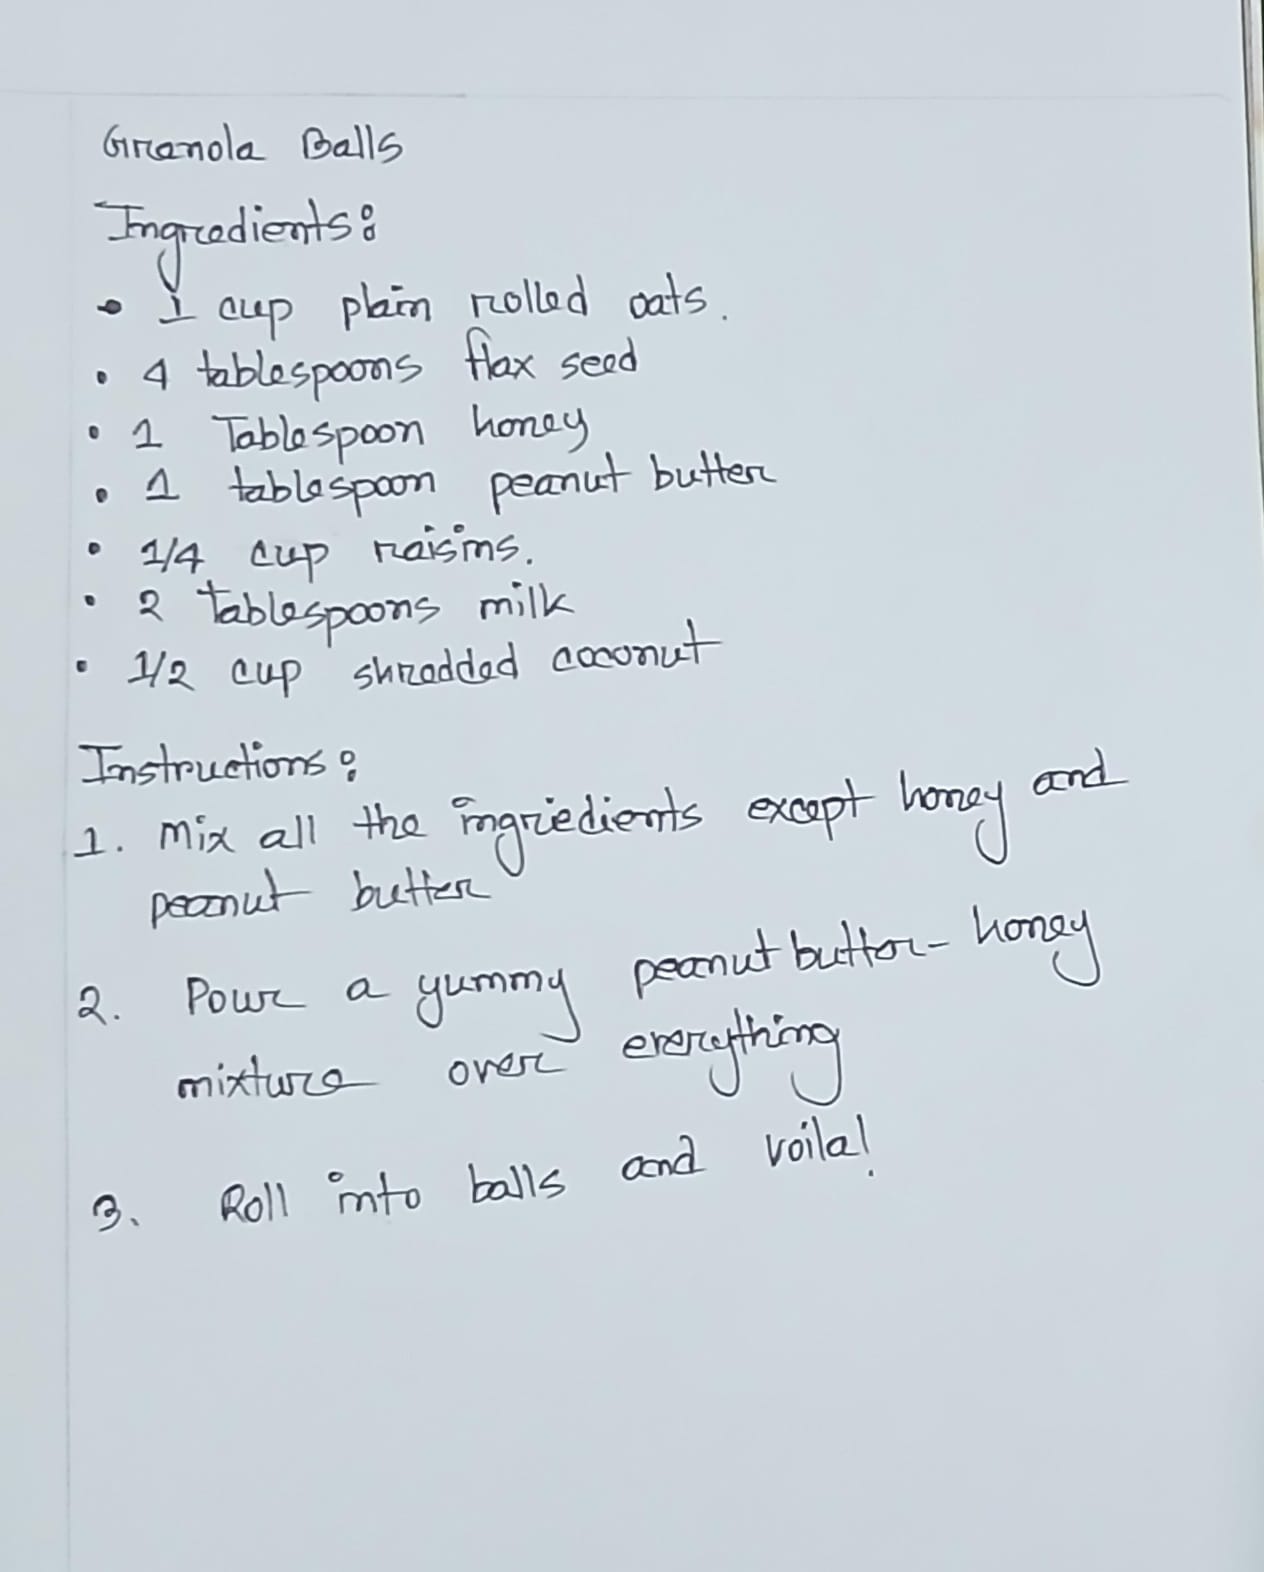 Granola Balls
Ingredients:
• 1 cup plain rolled oats.
• 4 tablespoons flax seed
• 1 Tablespoon honey
• 1 tablespoon peanut butter
• 1/4 cup raisins.
• 2 Tablespoons milk
• 1/2 cup shredded coconut
Instructions:
1. Mix all the ingriedients except honey and
peanut butter
2. Pour a yummy peanut butter- honey
mixture over everything
3. Roll into balls and voila!